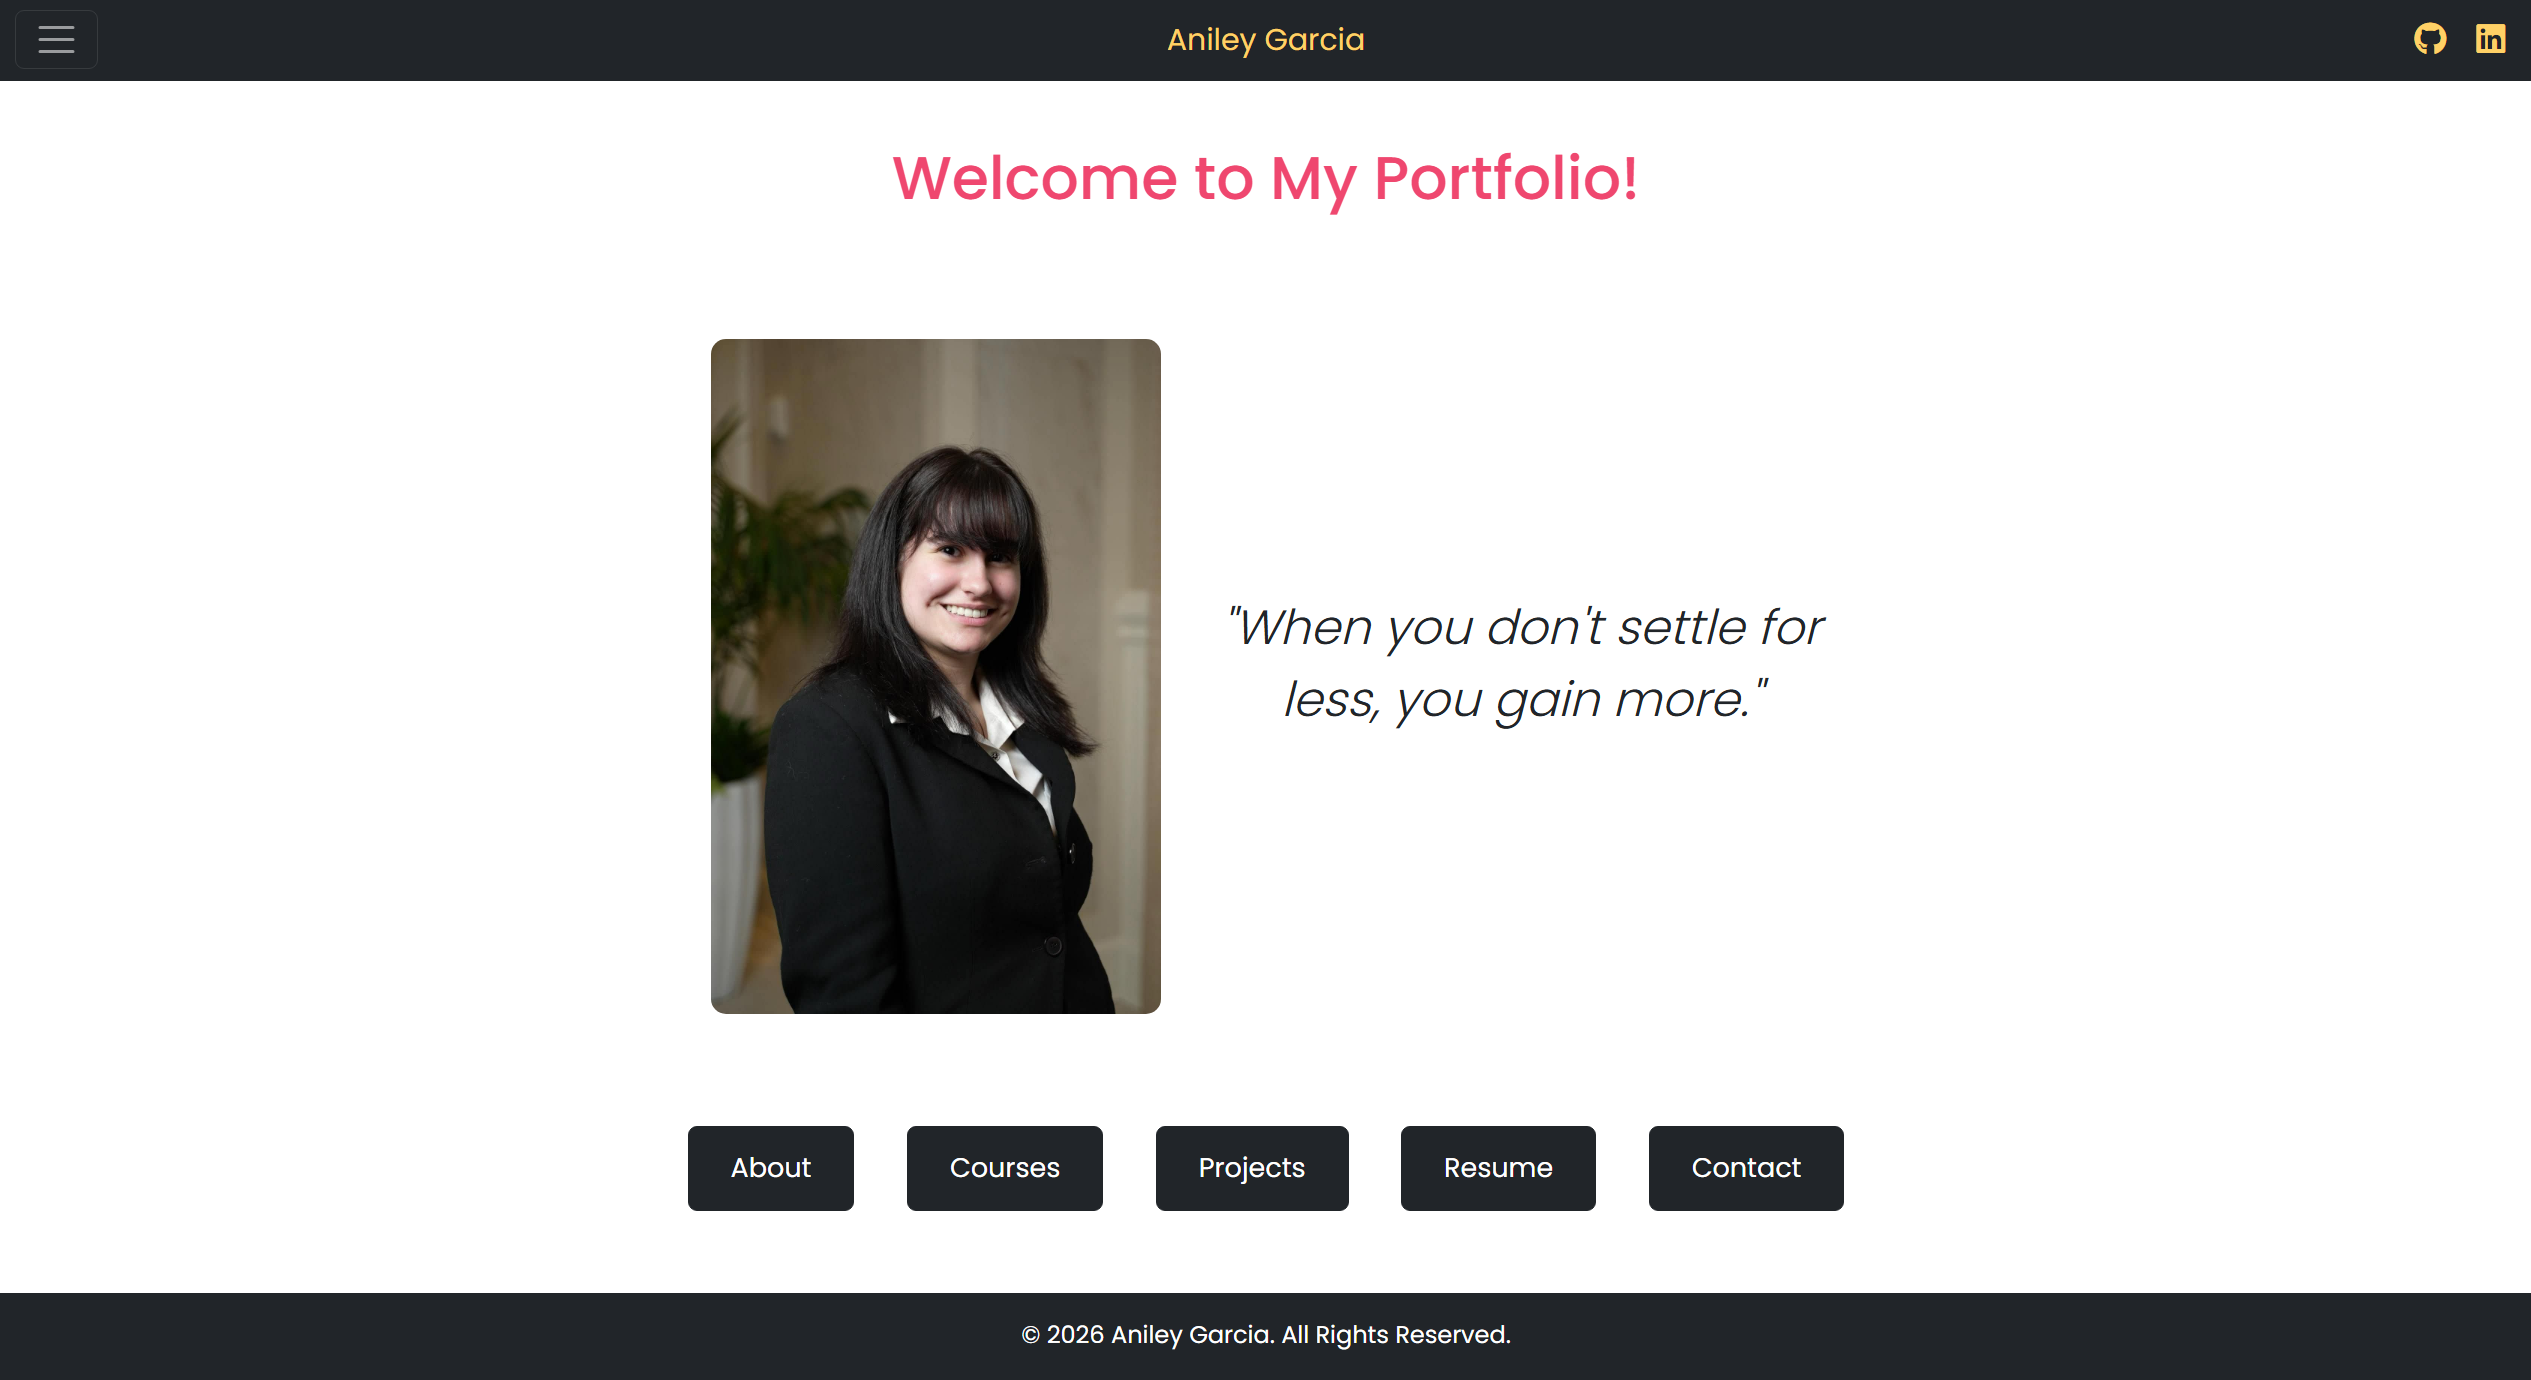 Aniley Garcia
Welcome to My Portfolio!
"When you don't settle for
less, you gain more."
About
Courses
Projects
Resume
Contact
© 2026 Aniley Garcia. All Rights Reserved.